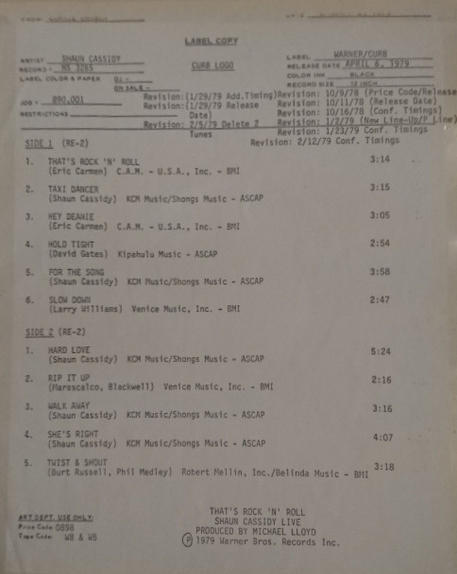 LABEL COPY
ARTIST SHAUN CASSIDY
RECORD# BS 3265
LABEL COLOR & PAPER DJ -
ON SALE -
JOB # 890.001
RESTRICTIONS
CURB LOGO
LABEL WARNER/CURB
RELEASE DATE APRIL 6, 1979
COLOR INK BLACK
RECORD SIZE 12 INCH
Revision: (1/29/79 Add.Timing)
Revision: (1/29/79 Release Date)
Revision: 2/5/79 Delete 2 Tunes
Revision: 10/9/78 (Price Code/Release
Revision: 10/11/78 (Release Date)
Revision: 10/16/78 (Conf. Timings)
Revision: 1/2/79 (New Line-Up/P Line)
Revision: 1/23/79 Conf. Timings
Revision: 2/12/79 Conf. Timings
SIDE 1 (RE-2)
1. THAT'S ROCK 'N' ROLL 3:14
(Eric Carmen) C.A.M. - U.S.A., Inc. - BMI
2. TAXI DANCER 3:15
(Shaun Cassidy) KCM Music/Shongs Music - ASCAP
3. HEY DEANIE 3:05
(Eric Carmen) C.A.M. - U.S.A., Inc. - BMI
4. HOLD TIGHT 2:54
(David Gates) Kipahulu Music - ASCAP
5. FOR THE SONG 3:58
(Shaun Cassidy) KCM Music/Shongs Music - ASCAP
6. SLOW DOWN 2:47
(Larry Williams) Venice Music, Inc. - BMI
SIDE 2 (RE-2)
1. HARD LOVE 5:24
(Shaun Cassidy) KCM Music/Shongs Music - ASCAP
2. RIP IT UP 2:16
(Marascalco, Blackwell) Venice Music, Inc. - BMI
3. WALK AWAY 3:16
(Shaun Cassidy) KCM Music/Shongs Music - ASCAP
4. SHE'S RIGHT 4:07
(Shaun Cassidy) KCM Music/Shongs Music - ASCAP
5. TWIST & SHOUT 3:18
(Burt Russell, Phil Medley) Robert Mellin, Inc./Belinda Music - BMI
ART DEPT. USE ONLY:
Price Code 0898
Tape Code: W8 & W5
THAT'S ROCK 'N' ROLL
SHAUN CASSIDY LIVE
PRODUCED BY MICHAEL LLOYD
Ⓟ 1979 Warner Bros. Records Inc.